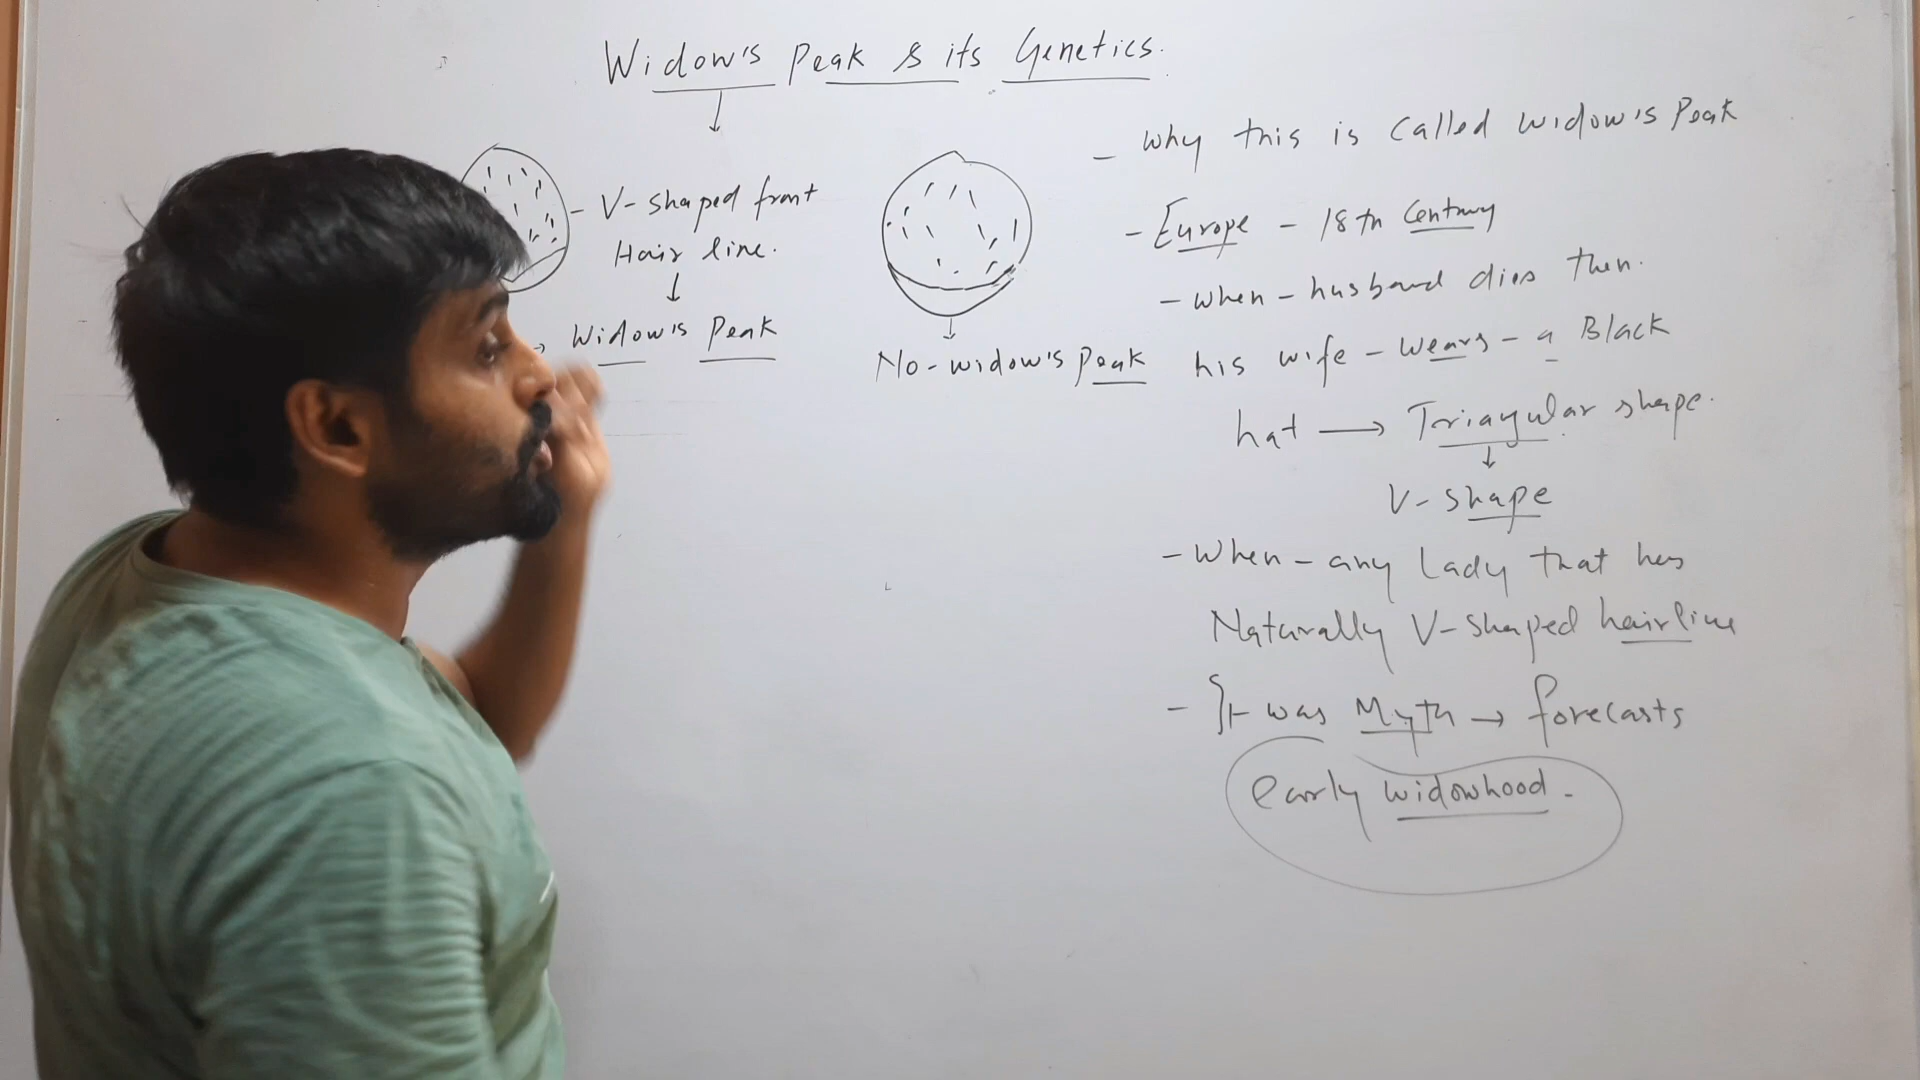 Widow's Peak & its Genetics.
- V-shaped front
Hair line.
↓
→ Widow's Peak
No-widow's Peak
- Why this is called widow's Peak
- Europe - 18th Century
- when - husband dies then.
his wife - wears - a Black
hat → Triangular shape.
↓
V-shape
- When - any Lady that has
Naturally V-shaped hairline
- It was Myth → forecasts
early widowhood.